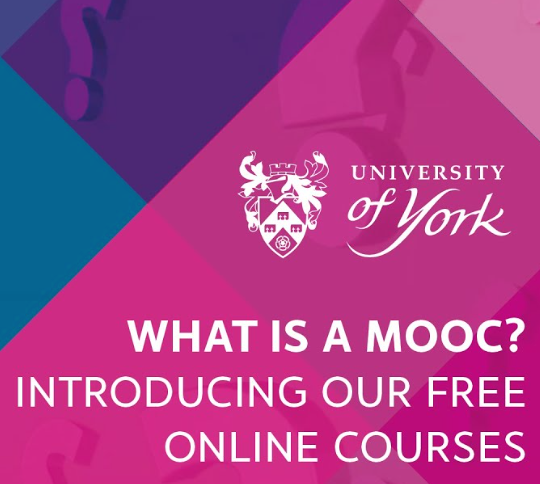 UNIVERSITY
of York
WHAT IS A MOOC?
INTRODUCING OUR FREE
ONLINE COURSES